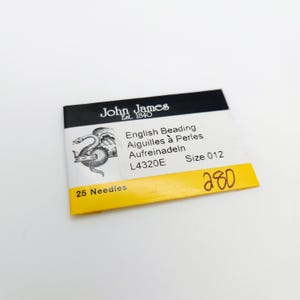 John James
Est. 1840
English Beading
Aiguilles à Perles
Aufreinadeln
L4320E Size 012
25 Needles
280